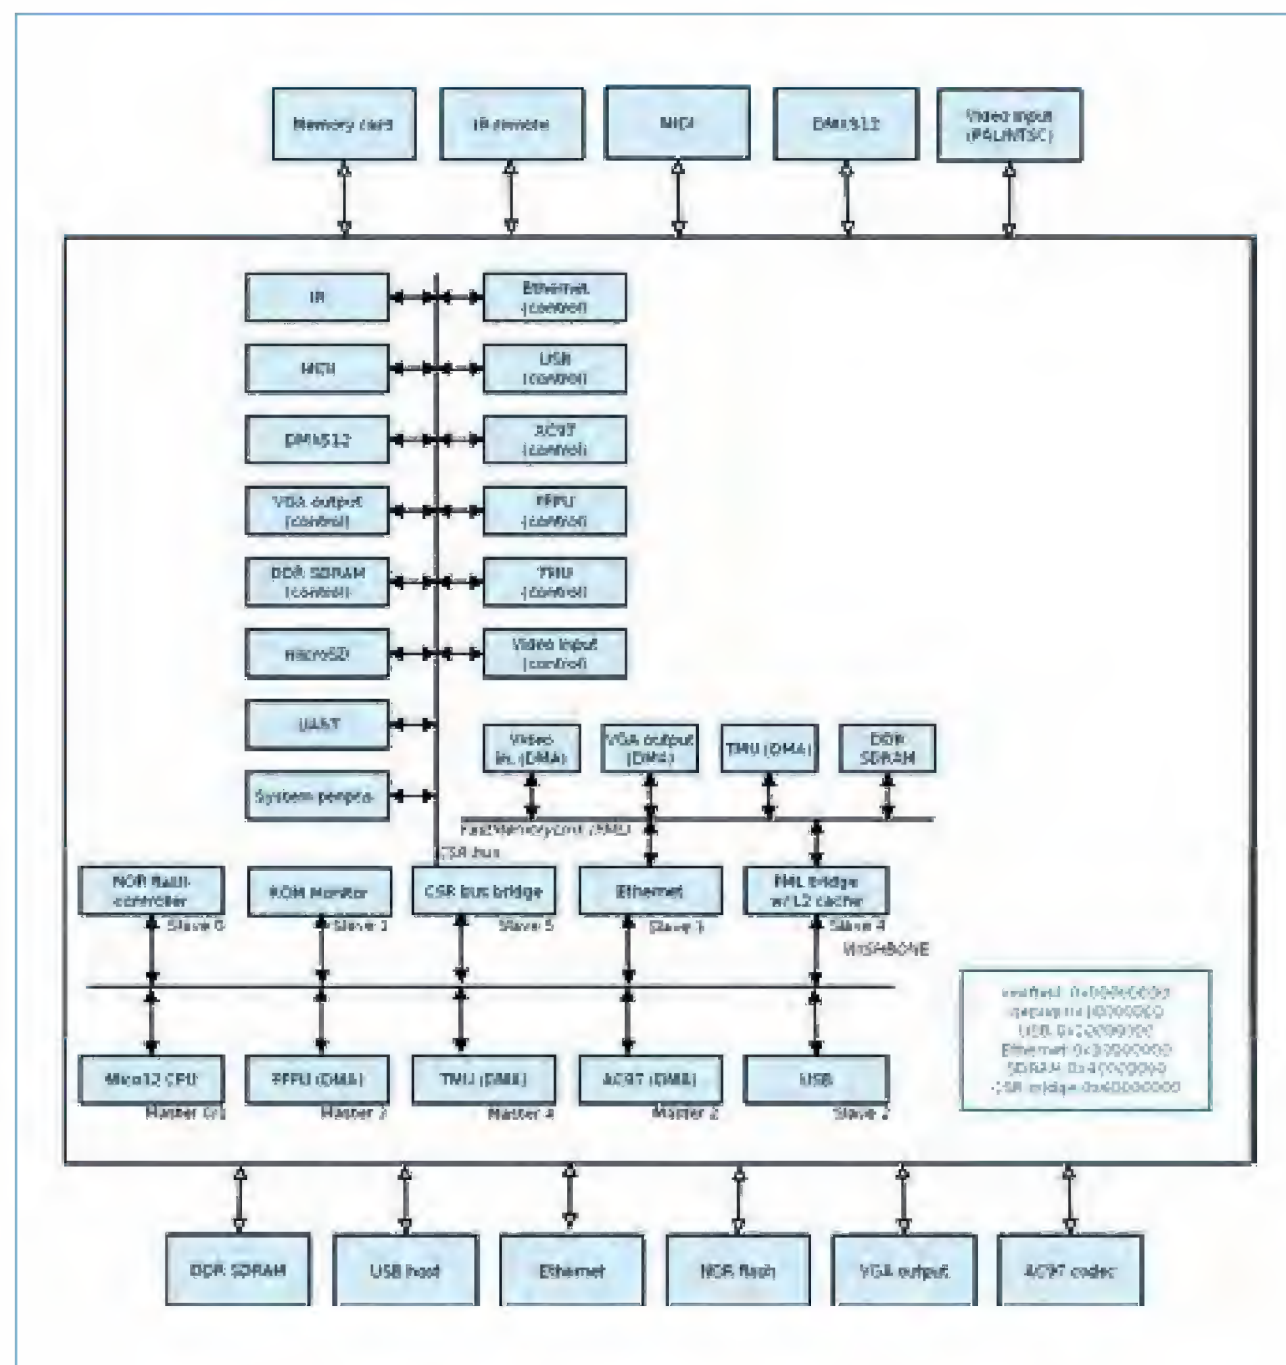 Memory card
IR remote
MIDI
DMX512
Video input
(PAL/NTSC)
IR
Ethernet
(control)
MIDI
USB
(control)
DMX512
AC97
(control)
VGA output
(control)
PFPU
(control)
DDR SDRAM
(control)
TMU
(control)
microSD
Video input
(control)
UART
Video
in. (DMA)
VGA output
(DMA)
TMU (DMA)
DDR
SDRAM
System
CSR bus
NOR flash
controller
Slave 0
ROM Monitor
Slave 1
CSR bus bridge
Slave 5
Ethernet
Slave 3
FML bridge
w/ L2 cache
Slave 4
WISHBONE
Mico32 CPU
Master 0/1
PFPU (DMA)
Master 3
TMU (DMA)
Master 4
AC97 (DMA)
Master 2
USB
Slave 2
USB 0x20000000
Ethernet 0x30000000
SDRAM 0x40000000
CSR bridge 0x60000000
DDR SDRAM
USB host
Ethernet
NOR flash
VGA output
AC97 codec